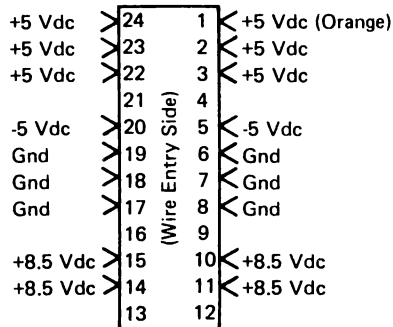 +5 Vdc 24 1 +5 Vdc (Orange)
+5 Vdc 23 2 +5 Vdc
+5 Vdc 22 3 +5 Vdc
21 4
-5 Vdc 20 5 -5 Vdc
Gnd 19 6 Gnd
Gnd 18 7 Gnd
Gnd 17 8 Gnd
16 9
+8.5 Vdc 15 10 +8.5 Vdc
+8.5 Vdc 14 11 +8.5 Vdc
13 12
(Wire Entry Side)